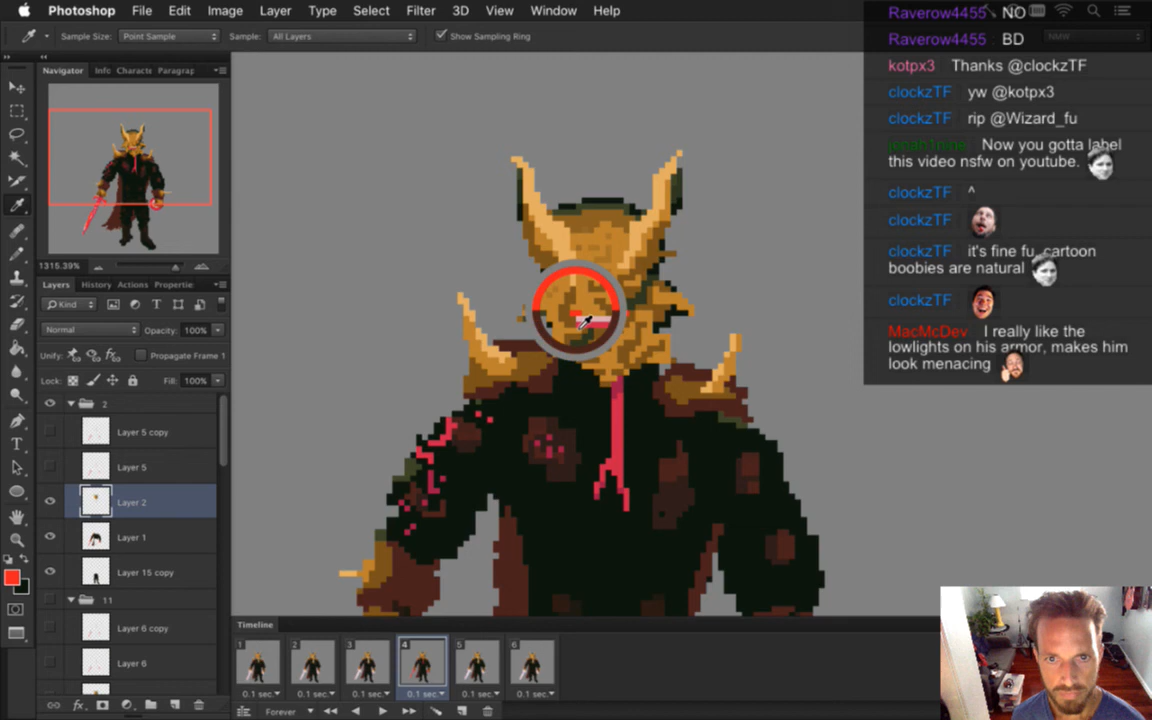 Photoshop File Edit Image Layer Type Select Filter 3D View Window Help
Sample Size: Point Sample Sample: All Layers Show Sampling Ring
Navigator Info Characte Paragrap
1315.39%
Layers History Actions Propertie
Kind
Normal Opacity: 100%
Unify: Propagate Frame 1
Lock: Fill: 100%
2
Layer 5 copy
Layer 5
Layer 2
Layer 1
Layer 15 copy
11
Layer 6 copy
Layer 6
fx
Timeline
1 2 3 4 5 6
0.1 sec. 0.1 sec. 0.1 sec. 0.1 sec. 0.1 sec. 0.1 sec.
Forever
Raverow4455 : NO
Raverow4455 : BD
kotpx3 Thanks @clockzTF
clockzTF yw @kotpx3
clockzTF rip @Wizard_fu
Now you gotta label
this video nsfw on youtube.
clockzTF ^
clockzTF
clockzTF it's fine fu, cartoon
boobies are natural
clockzTF
MacMcDev I really like the
lowlights on his armor, makes him
look menacing